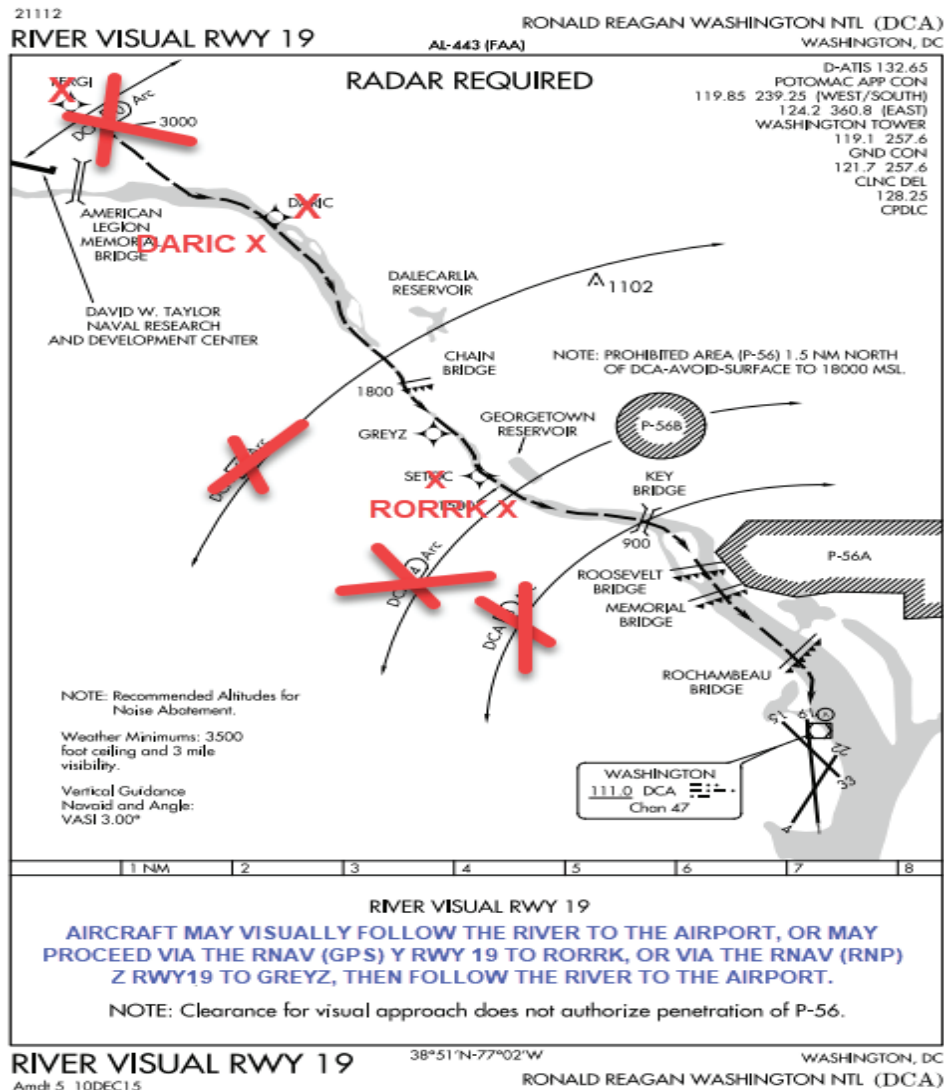 21112
RIVER VISUAL RWY 19
AL-443 (FAA)
RONALD REAGAN WASHINGTON NTL (DCA)
WASHINGTON, DC
RADAR REQUIRED
D-ATIS 132.65
POTOMAC APP CON
119.85 239.25 (WEST/SOUTH)
124.2 360.8 (EAST)
WASHINGTON TOWER
119.1 257.6
GND CON
121.7 257.6
CLNC DEL
128.25
CPDLC
X
Arc
3000
AMERICAN
LEGION
MEMORIAL
BRIDGE
X
DARIC X
DAVID W. TAYLOR
NAVAL RESEARCH
AND DEVELOPMENT CENTER
DALECARLIA
RESERVOIR
1102
CHAIN
BRIDGE
1800
NOTE: PROHIBITED AREA (P-56) 1.5 NM NORTH
OF DCA-AVOID-SURFACE TO 18000 MSL.
GREYZ
GEORGETOWN
RESERVOIR
P-56B
X
RORRK X
KEY
BRIDGE
900
P-56A
Arc
DCA
ROOSEVELT
BRIDGE
MEMORIAL
BRIDGE
ROCHAMBEAU
BRIDGE
NOTE: Recommended Altitudes for
Noise Abatement.
Weather Minimums: 3500
foot ceiling and 3 mile
visibility.
Vertical Guidance
Navaid and Angle:
VASI 3.00°
15
19
22
33
4
1
WASHINGTON
111.0 DCA
Chan 47
1 NM 2 3 4 5 6 7 8
RIVER VISUAL RWY 19
AIRCRAFT MAY VISUALLY FOLLOW THE RIVER TO THE AIRPORT, OR MAY
PROCEED VIA THE RNAV (GPS) Y RWY 19 TO RORRK, OR VIA THE RNAV (RNP)
Z RWY19 TO GREYZ, THEN FOLLOW THE RIVER TO THE AIRPORT.
NOTE: Clearance for visual approach does not authorize penetration of P-56.
RIVER VISUAL RWY 19
Amdt 5 10DEC15
38°51'N-77°02'W
WASHINGTON, DC
RONALD REAGAN WASHINGTON NTL (DCA)